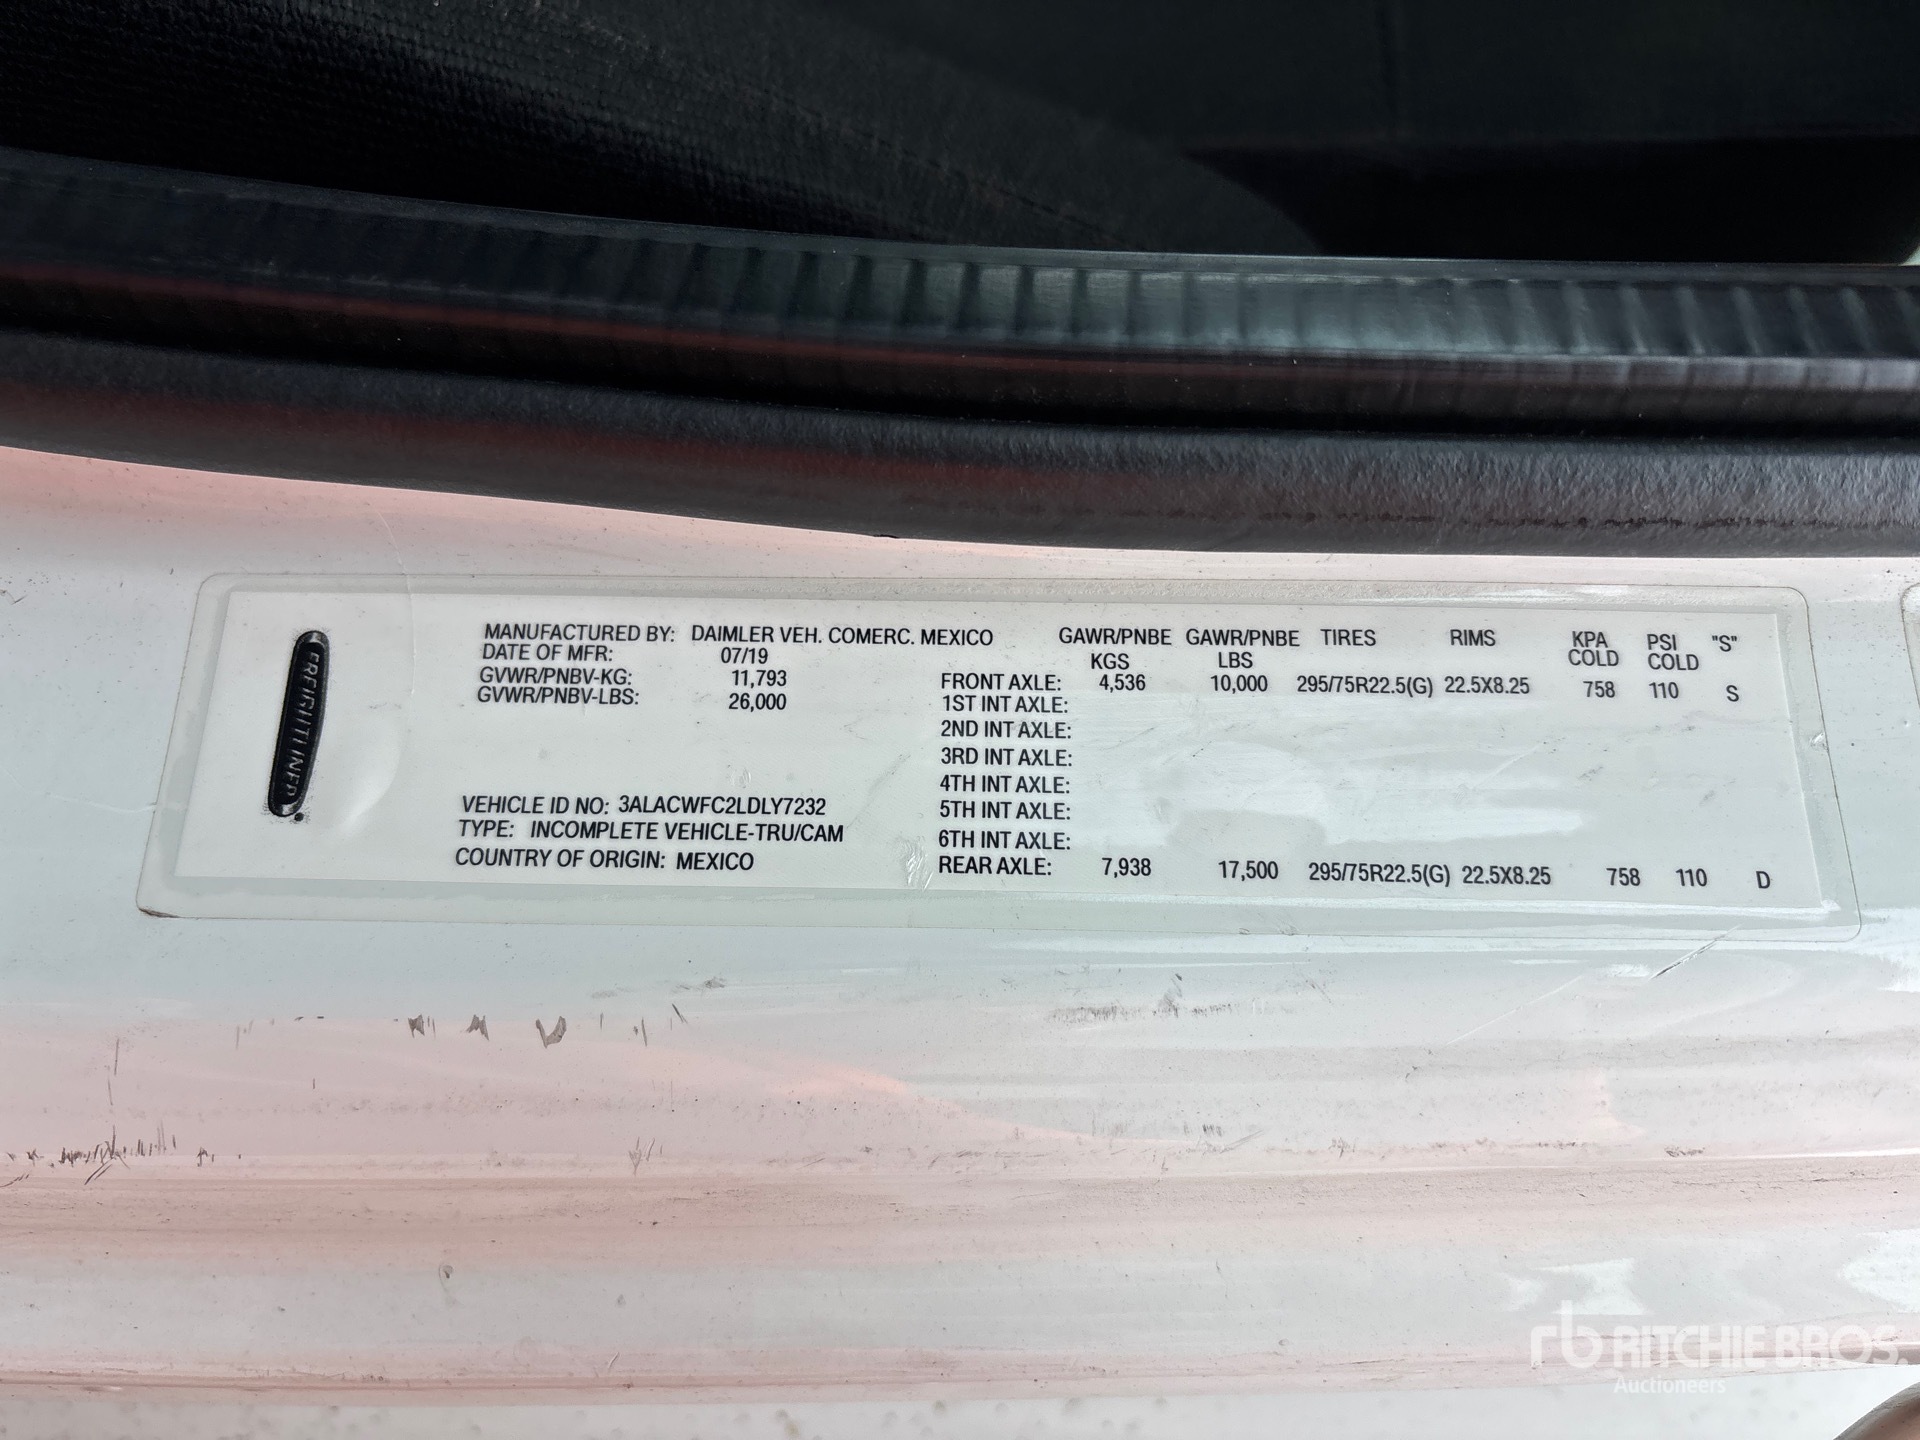 FREIGHTLINER
MANUFACTURED BY: DAIMLER VEH. COMERC. MEXICO
DATE OF MFR: 07/19
GVWR/PNBV-KG: 11,793
GVWR/PNBV-LBS: 26,000
VEHICLE ID NO: 3ALACWFC2LDLY7232
TYPE: INCOMPLETE VEHICLE-TRU/CAM
COUNTRY OF ORIGIN: MEXICO
GAWR/PNBE GAWR/PNBE TIRES RIMS KPA PSI "S"
KGS LBS COLD COLD
FRONT AXLE: 4,536 10,000 295/75R22.5(G) 22.5X8.25 758 110 S
1ST INT AXLE:
2ND INT AXLE:
3RD INT AXLE:
4TH INT AXLE:
5TH INT AXLE:
6TH INT AXLE:
REAR AXLE: 7,938 17,500 295/75R22.5(G) 22.5X8.25 758 110 D
rb RITCHIE BROS.
Auctioneers